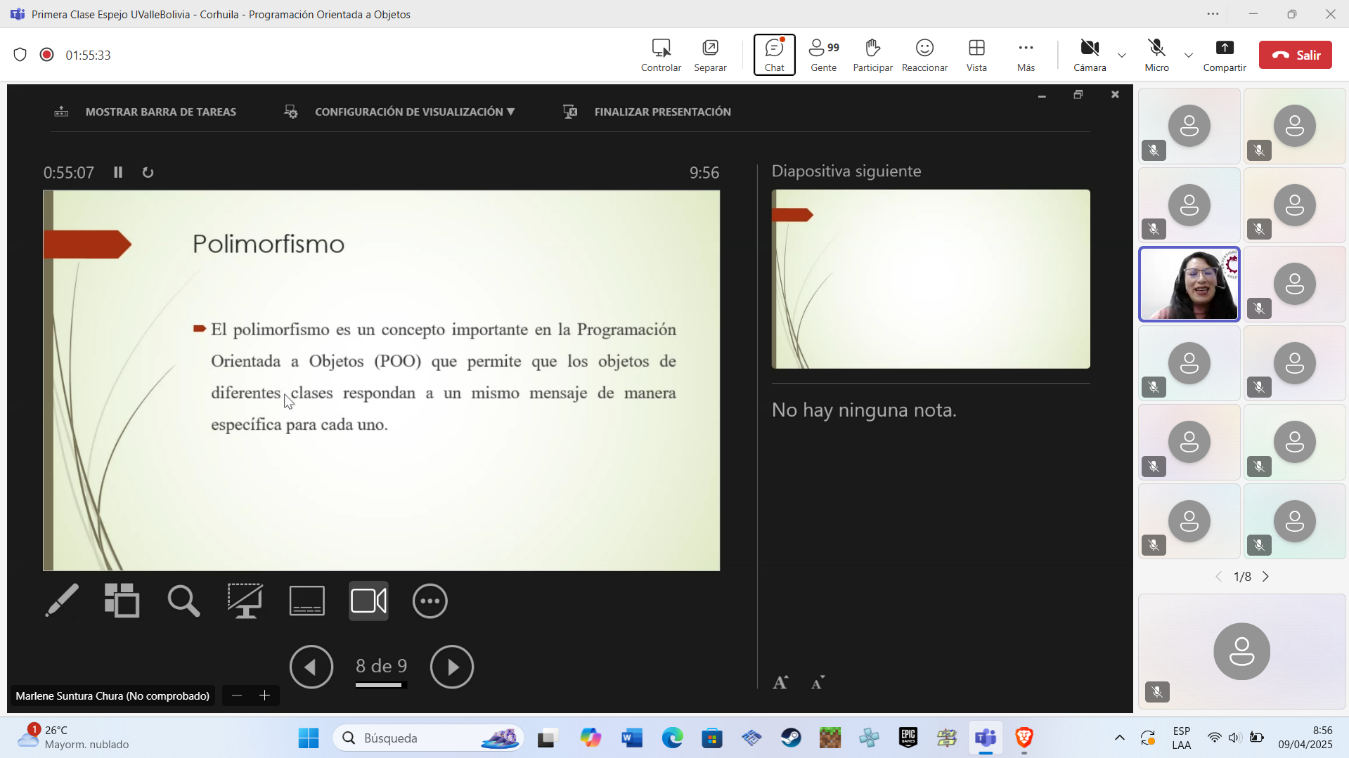 Primera Clase Espejo UValleBolivia - Corhuila - Programación Orientada a Objetos
01:55:33
Controlar
Separar
Chat
99
Gente
Participar
Reaccionar
Vista
Más
Cámara
Micro
Compartir
Salir
MOSTRAR BARRA DE TAREAS
CONFIGURACIÓN DE VISUALIZACIÓN ▼
FINALIZAR PRESENTACIÓN
0:55:07
9:56
Polimorfismo
El polimorfismo es un concepto importante en la Programación
Orientada a Objetos (POO) que permite que los objetos de
diferentes clases respondan a un mismo mensaje de manera
específica para cada uno.
Diapositiva siguiente
No hay ninguna nota.
A A
8 de 9
1/8
Marlene Suntura Chura (No comprobado)
1
26°C
Mayorm. nublado
Búsqueda
EPIC GAMES
ESP
LAA
8:56
09/04/2025